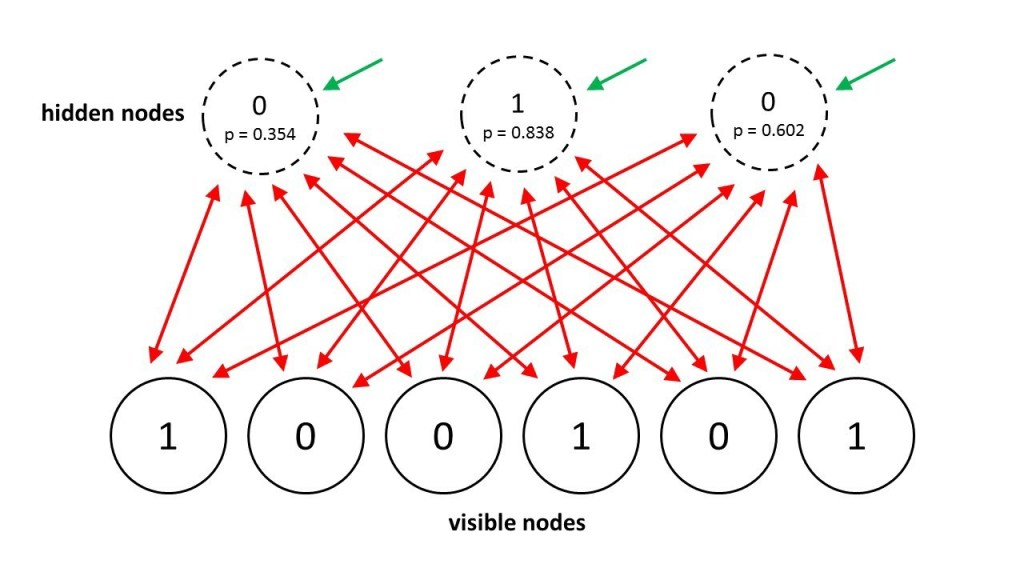 hidden nodes
0
p = 0.354
1
p = 0.838
0
p = 0.602
1 0 0 1 0 1
visible nodes